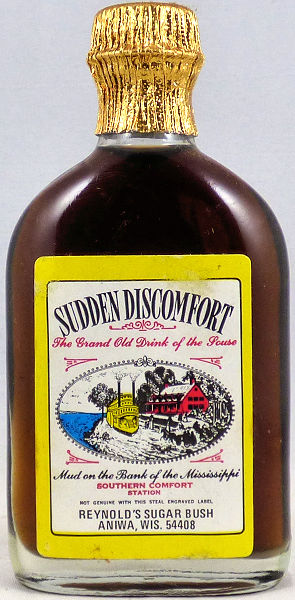 SUDDEN DISCOMFORT
The Grand Old Drink of the Souse
Mud on the Bank of the Mississippi
SOUTHERN COMFORT
STATION
NOT GENUINE WITH THIS STEAL ENGRAVED LABEL
REYNOLD'S SUGAR BUSH
ANIWA, WIS. 54408